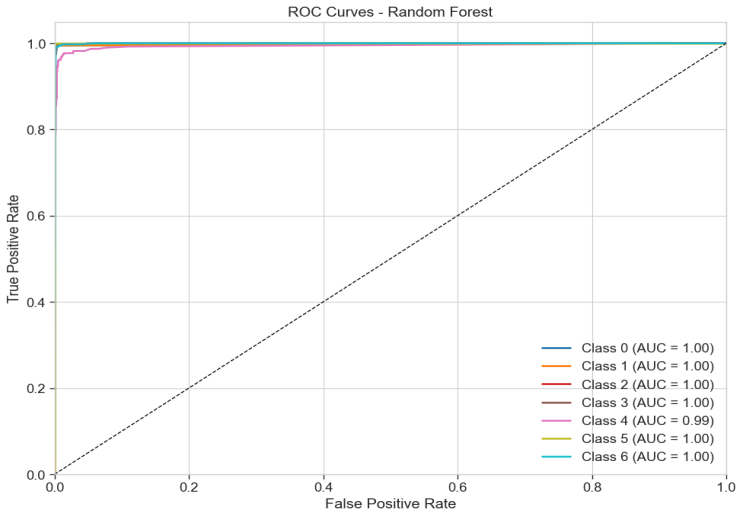 ROC Curves - Random Forest
True Positive Rate
1.0
0.8
0.6
0.4
0.2
0.0
Class 0 (AUC = 1.00)
Class 1 (AUC = 1.00)
Class 2 (AUC = 1.00)
Class 3 (AUC = 1.00)
Class 4 (AUC = 0.99)
Class 5 (AUC = 1.00)
Class 6 (AUC = 1.00)
0.0 0.2 0.4 0.6 0.8 1.0
False Positive Rate